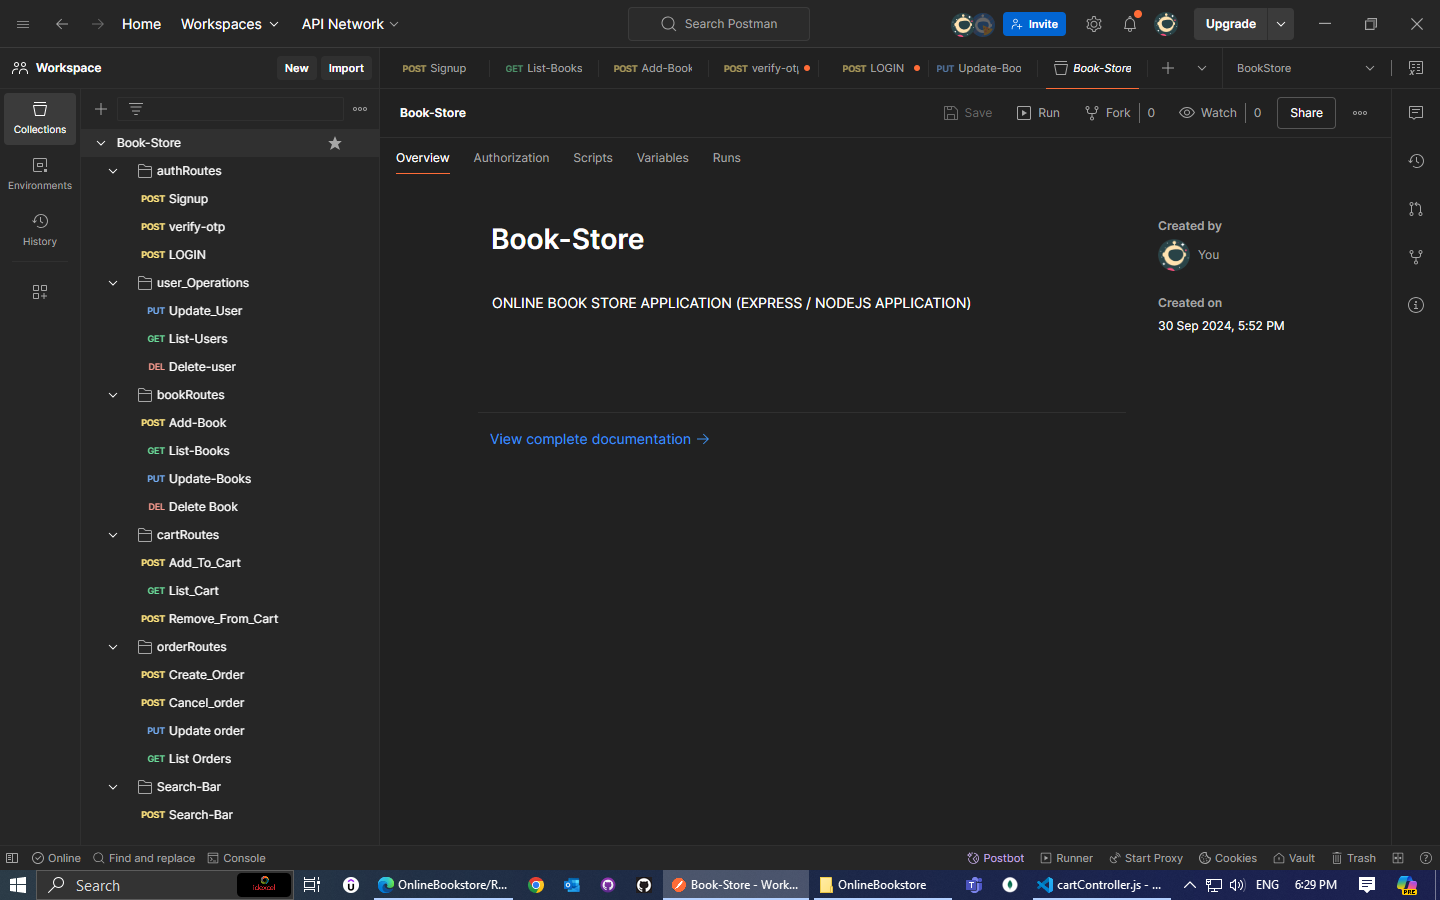 Home Workspaces API Network Search Postman Invite Upgrade
Workspace New Import POST Signup GET List-Books POST Add-Book POST verify-otp POST LOGIN PUT Update-Boo Book-Store BookStore
Collections
Environments
History
Book-Store
authRoutes
POST Signup
POST verify-otp
POST LOGIN
user_Operations
PUT Update_User
GET List-Users
DEL Delete-user
bookRoutes
POST Add-Book
GET List-Books
PUT Update-Books
DEL Delete Book
cartRoutes
POST Add_To_Cart
GET List_Cart
POST Remove_From_Cart
orderRoutes
POST Create_Order
POST Cancel_order
PUT Update order
GET List Orders
Search-Bar
POST Search-Bar
Book-Store Save Run Fork 0 Watch 0 Share
Overview Authorization Scripts Variables Runs
Book-Store
ONLINE BOOK STORE APPLICATION (EXPRESS / NODEJS APPLICATION)
View complete documentation →
Created by
You
Created on
30 Sep 2024, 5:52 PM
Online Find and replace Console Postbot Runner Start Proxy Cookies Vault Trash
Search idexcel OnlineBookstore/R... Book-Store - Work... OnlineBookstore cartController.js - ... ENG 6:29 PM PRE